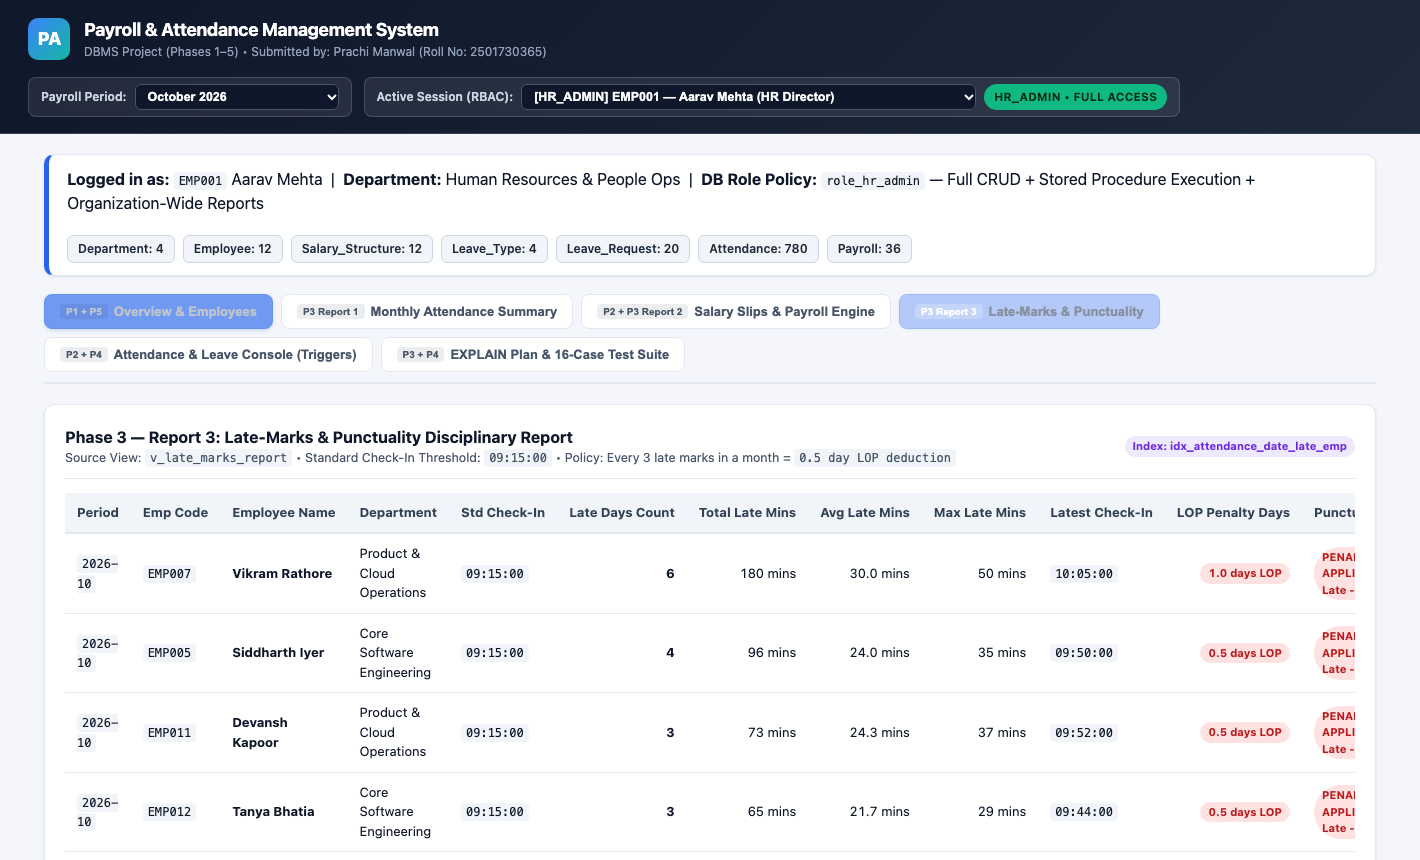 PA
Payroll & Attendance Management System
DBMS Project (Phases 1–5) • Submitted by: Prachi Manwal (Roll No: 2501730365)
Payroll Period: October 2026
Active Session (RBAC): [HR_ADMIN] EMP001 — Aarav Mehta (HR Director) HR_ADMIN • FULL ACCESS
Logged in as: EMP001 Aarav Mehta | Department: Human Resources & People Ops | DB Role Policy: role_hr_admin — Full CRUD + Stored Procedure Execution +
Organization-Wide Reports
Department: 4 Employee: 12 Salary_Structure: 12 Leave_Type: 4 Leave_Request: 20 Attendance: 780 Payroll: 36
P1 + P5 Overview & Employees P3 Report 1 Monthly Attendance Summary P2 + P3 Report 2 Salary Slips & Payroll Engine P3 Report 3 Late-Marks & Punctuality
P2 + P4 Attendance & Leave Console (Triggers) P3 + P4 EXPLAIN Plan & 16-Case Test Suite
Phase 3 — Report 3: Late-Marks & Punctuality Disciplinary Report
Source View: v_late_marks_report • Standard Check-In Threshold: 09:15:00 • Policy: Every 3 late marks in a month = 0.5 day LOP deduction
Index: idx_attendance_date_late_emp
Period Emp Code Employee Name Department Std Check-In Late Days Count Total Late Mins Avg Late Mins Max Late Mins Latest Check-In LOP Penalty Days Punctu
2026-
10 EMP007 Vikram Rathore Product &
Cloud
Operations 09:15:00 6 180 mins 30.0 mins 50 mins 10:05:00 1.0 days LOP PENAL
APPLI
Late -
2026-
10 EMP005 Siddharth Iyer Core
Software
Engineering 09:15:00 4 96 mins 24.0 mins 35 mins 09:50:00 0.5 days LOP PENAL
APPLI
Late -
2026-
10 EMP011 Devansh
Kapoor Product &
Cloud
Operations 09:15:00 3 73 mins 24.3 mins 37 mins 09:52:00 0.5 days LOP PENAL
APPLI
Late -
2026-
10 EMP012 Tanya Bhatia Core
Software
Engineering 09:15:00 3 65 mins 21.7 mins 29 mins 09:44:00 0.5 days LOP PENAL
APPLI
Late -